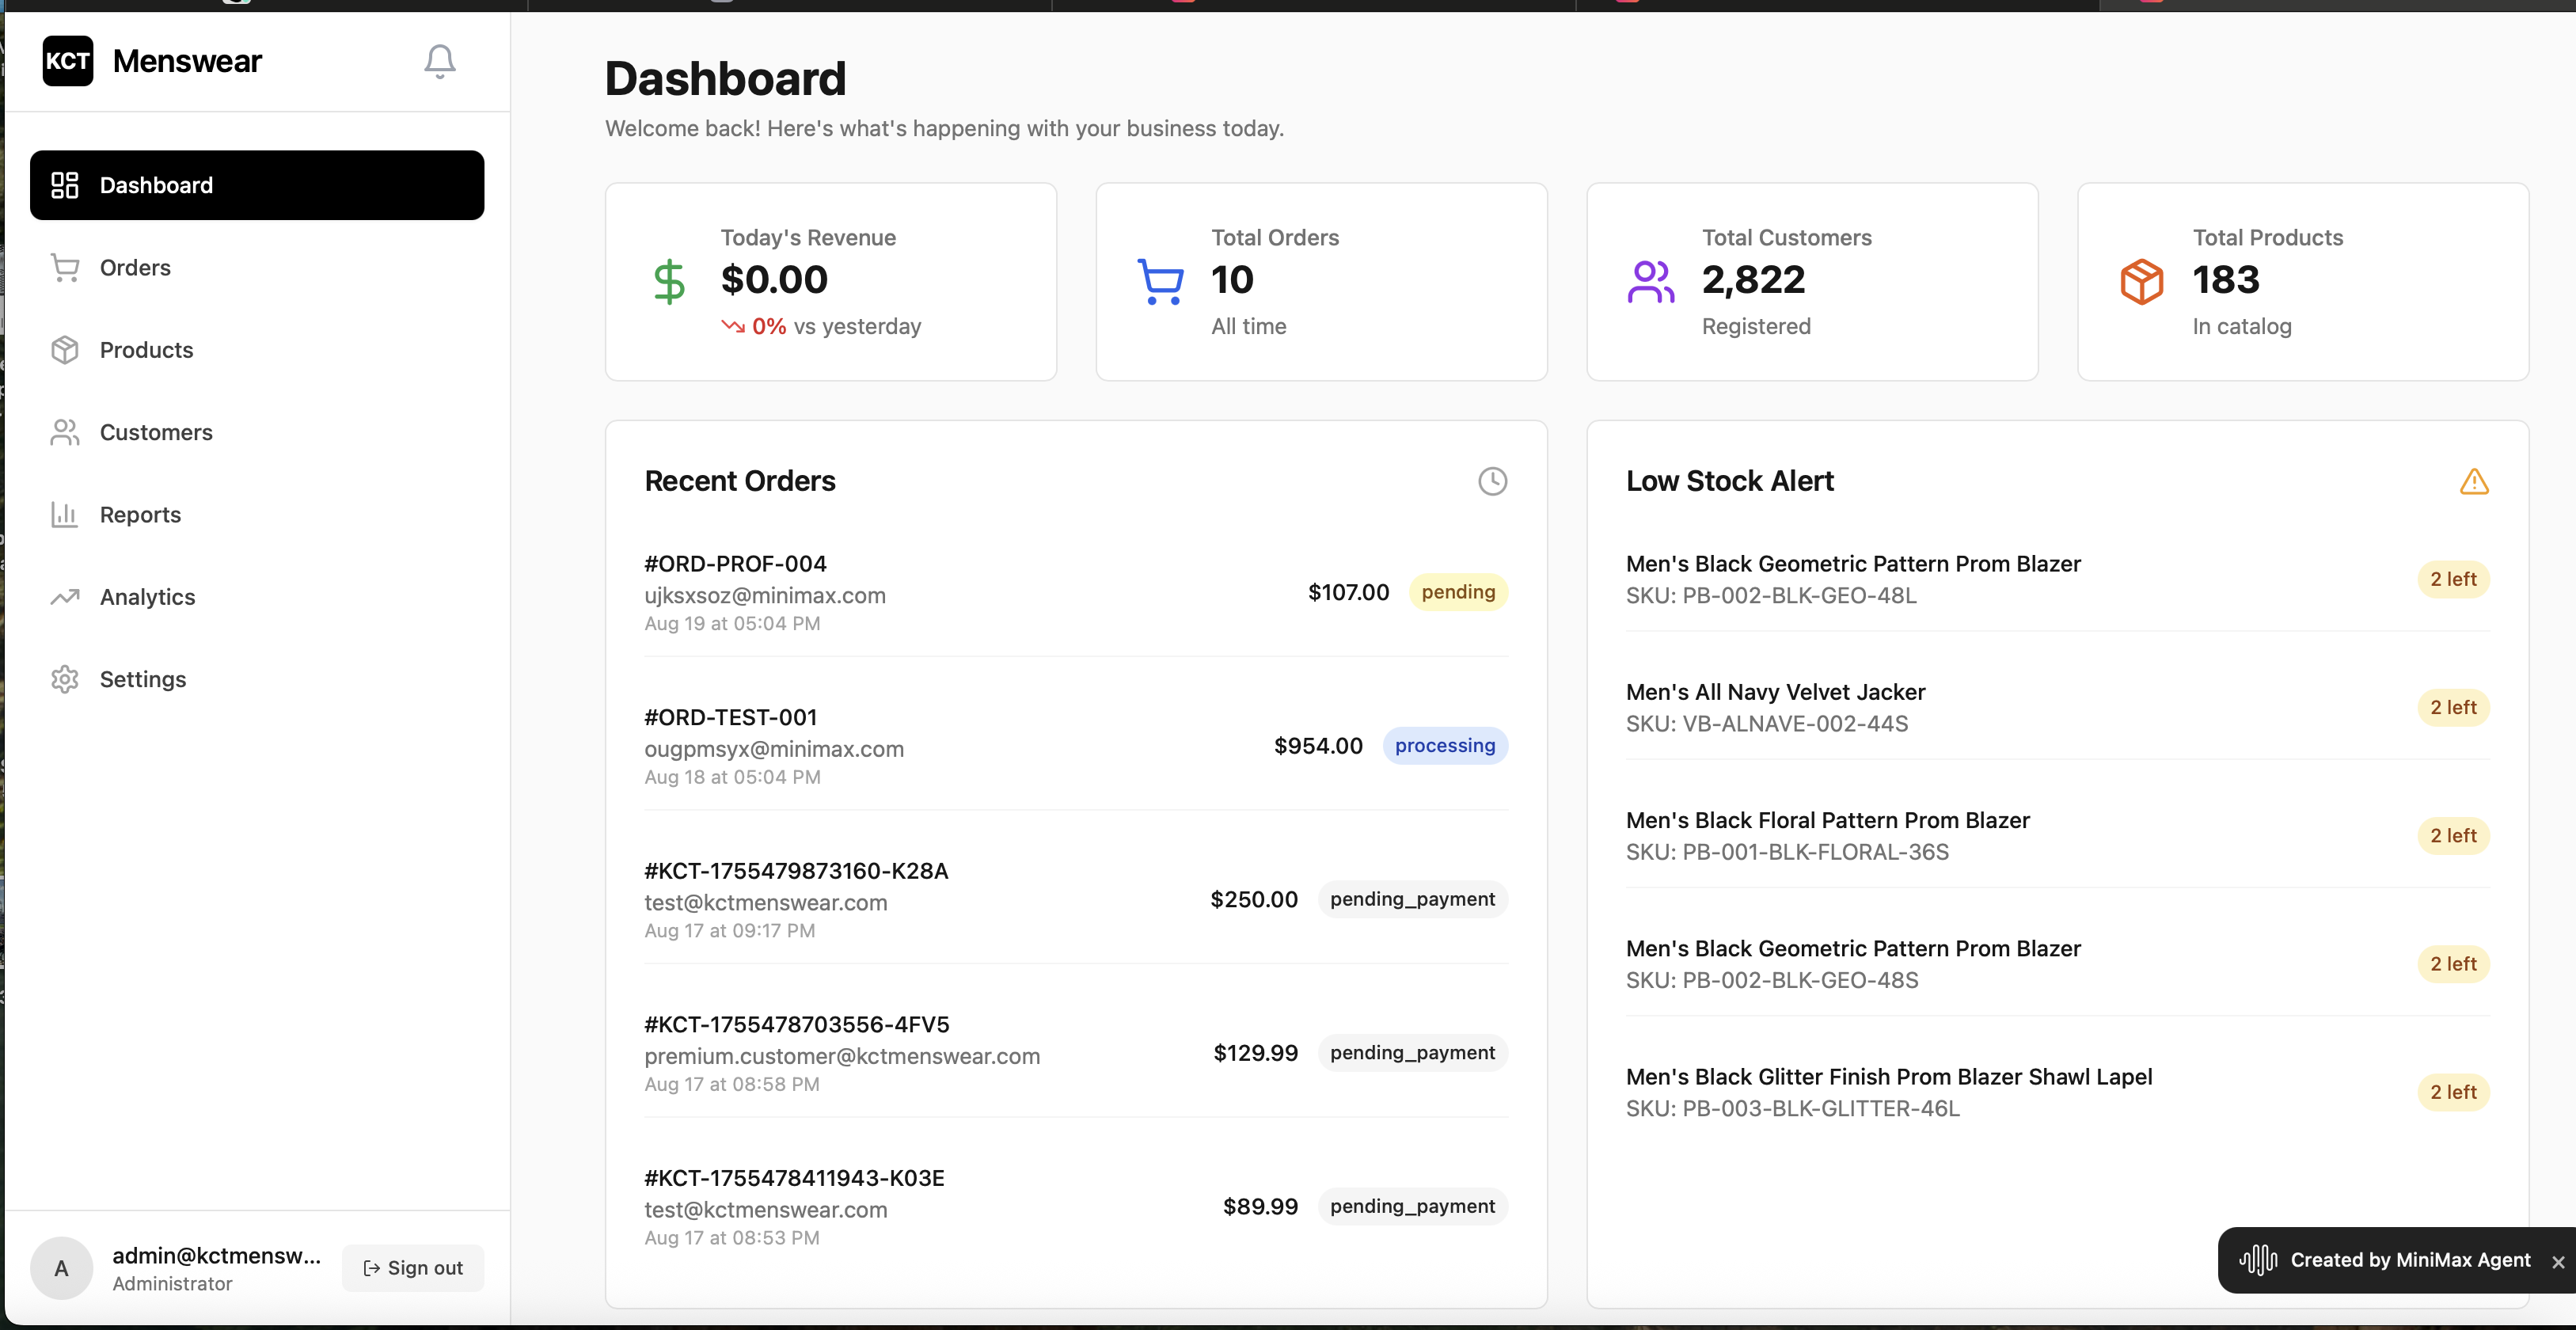 KCT Menswear
Dashboard
Orders
Products
Customers
Reports
Analytics
Settings
A
admin@kctmensw...
Administrator
Sign out
Dashboard
Welcome back! Here's what's happening with your business today.
Today's Revenue
$0.00
0% vs yesterday
Total Orders
10
All time
Total Customers
2,822
Registered
Total Products
183
In catalog
Recent Orders
#ORD-PROF-004
ujksxsoz@minimax.com
Aug 19 at 05:04 PM
$107.00 pending
#ORD-TEST-001
ougpmsyx@minimax.com
Aug 18 at 05:04 PM
$954.00 processing
#KCT-1755479873160-K28A
test@kctmenswear.com
Aug 17 at 09:17 PM
$250.00 pending_payment
#KCT-1755478703556-4FV5
premium.customer@kctmenswear.com
Aug 17 at 08:58 PM
$129.99 pending_payment
#KCT-1755478411943-K03E
test@kctmenswear.com
Aug 17 at 08:53 PM
$89.99 pending_payment
Low Stock Alert
Men's Black Geometric Pattern Prom Blazer
SKU: PB-002-BLK-GEO-48L
2 left
Men's All Navy Velvet Jacker
SKU: VB-ALNAVE-002-44S
2 left
Men's Black Floral Pattern Prom Blazer
SKU: PB-001-BLK-FLORAL-36S
2 left
Men's Black Geometric Pattern Prom Blazer
SKU: PB-002-BLK-GEO-48S
2 left
Men's Black Glitter Finish Prom Blazer Shawl Lapel
SKU: PB-003-BLK-GLITTER-46L
2 left
Created by MiniMax Agent ×